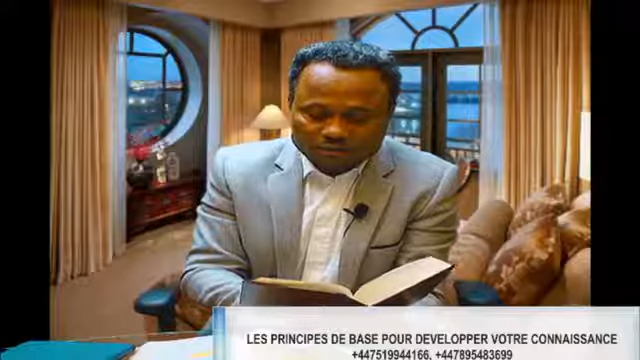 LES PRINCIPES DE BASE POUR DEVELOPPER VOTRE CONNAISSANCE
+447519944166, +447895483699